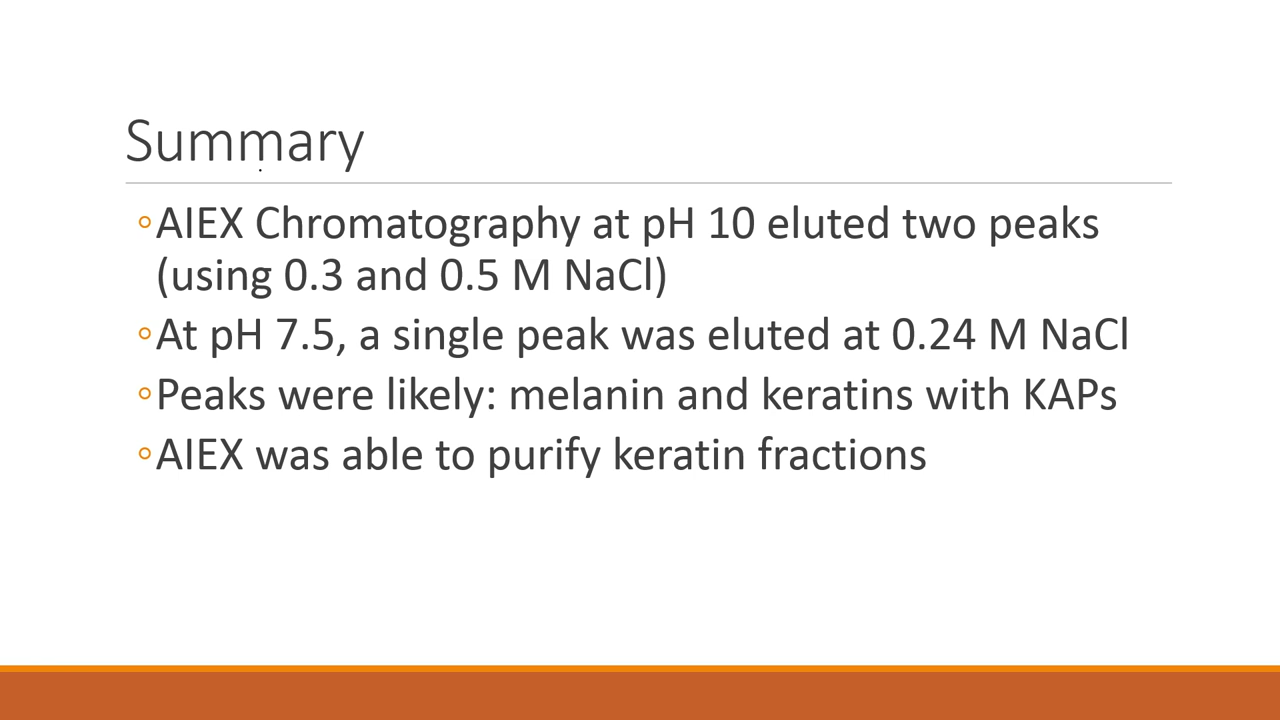 Summary
◦AIEX Chromatography at pH 10 eluted two peaks
(using 0.3 and 0.5 M NaCl)
◦At pH 7.5, a single peak was eluted at 0.24 M NaCl
◦Peaks were likely: melanin and keratins with KAPs
◦AIEX was able to purify keratin fractions